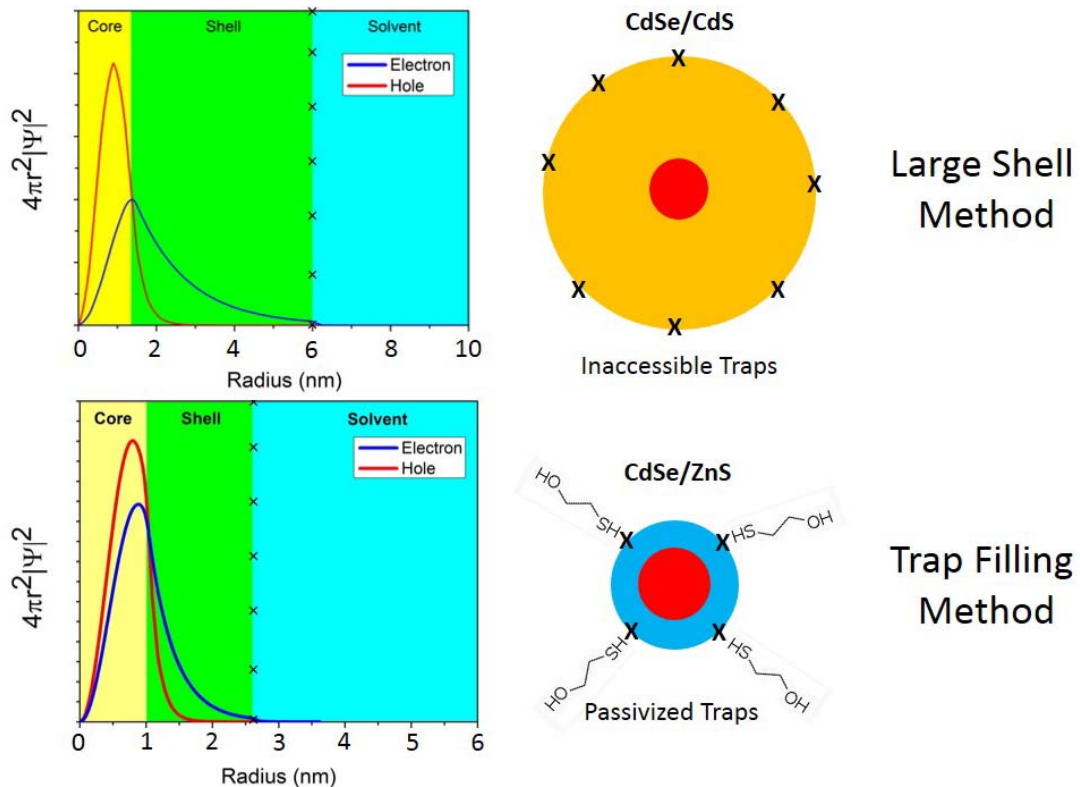 Core Shell Solvent
Electron
Hole
4πr²|Ψ|²
0 2 4 6 8 10
Radius (nm)
CdSe/CdS
X
X
X
X
X
X
X
X
Inaccessible Traps
Large Shell
Method
Core Shell Solvent
Electron
Hole
4πr²|Ψ|²
0 1 2 3 4 5 6
Radius (nm)
CdSe/ZnS
HO
SH
X
X
HS
OH
HO
SH
X
X
HS
OH
Passivized Traps
Trap Filling
Method